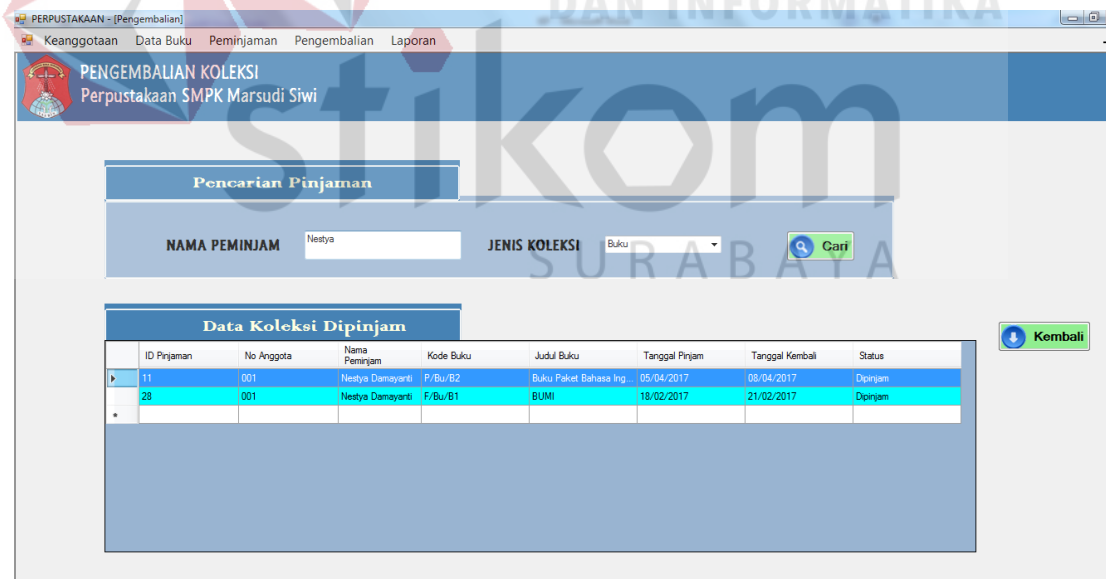 DAN INFORMATIKA
PERPUSTAKAAN - [Pengembalian]
Keanggotaan Data Buku Peminjaman Pengembalian Laporan
PENGEMBALIAN KOLEKSI
Perpustakaan SMPK Marsudi Siwi
stikom
SURABAYA
Pencarian Pinjaman
NAMA PEMINJAM Nestya JENIS KOLEKSI Buku Cari
Data Koleksi Dipinjam
Kembali
ID Pinjaman No Anggota Nama Peminjam Kode Buku Judul Buku Tanggal Pinjam Tanggal Kembali Status
11 001 Nestya Damayanti P/Bu/B2 Buku Paket Bahasa Ing... 05/04/2017 08/04/2017 Dipinjam
28 001 Nestya Damayanti F/Bu/B1 BUMI 18/02/2017 21/02/2017 Dipinjam
*